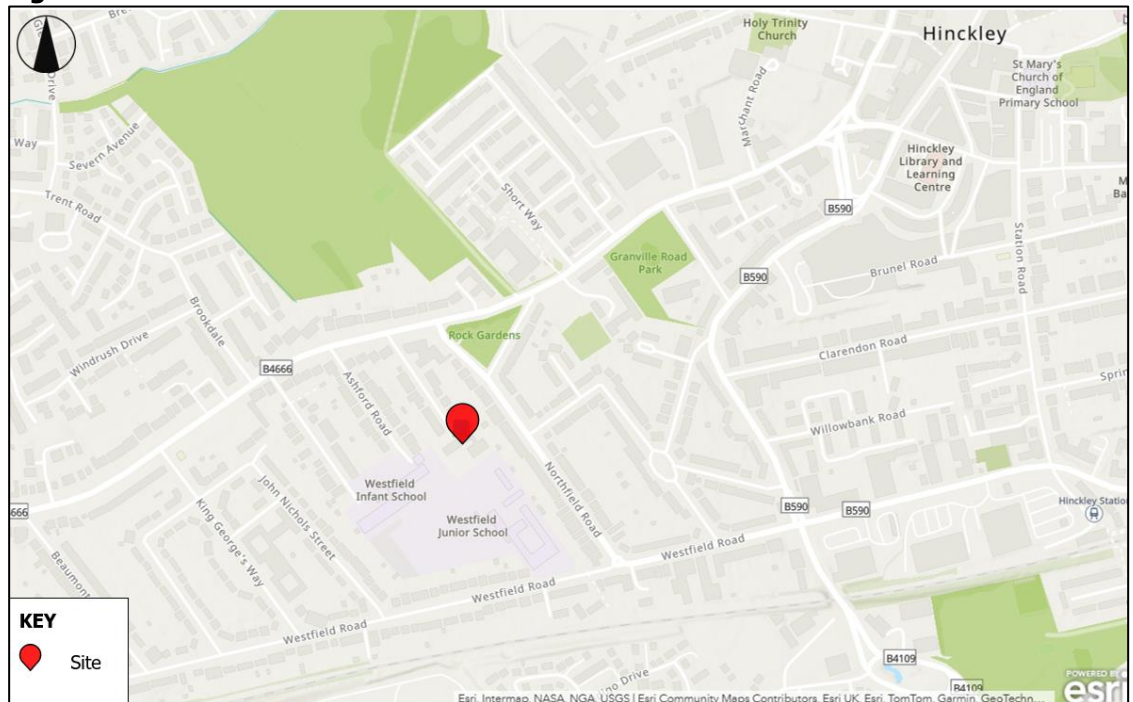 Holy Trinity
Church
Hinckley
St Mary's
Church of
England
Primary School
Marchant Road
Drive
Way
Severn Avenue
Trent Road
Hinckley
Library and
Learning
Centre
B590
Short Way
Granville Road
Park
B590
Brunel Road
Station Road
Brookdale
Windrush Drive
Rock Gardens
B4666
Clarendon Road
Ashford Road
Willowbank Road
Westfield
Infant School
Northfield Road
Westfield
Junior School
John Nichols Street
King George's Way
B590
B590
Hinckley Station
Westfield Road
Beaumont
Westfield Road
Westfield Road
KEY
Site
B4109
B4109
POWERED BY
esri
Esri, Intermap, NASA, NGA, USGS | Esri Community Maps Contributors, Esri UK, Esri, TomTom, Garmin, GeoTechn...